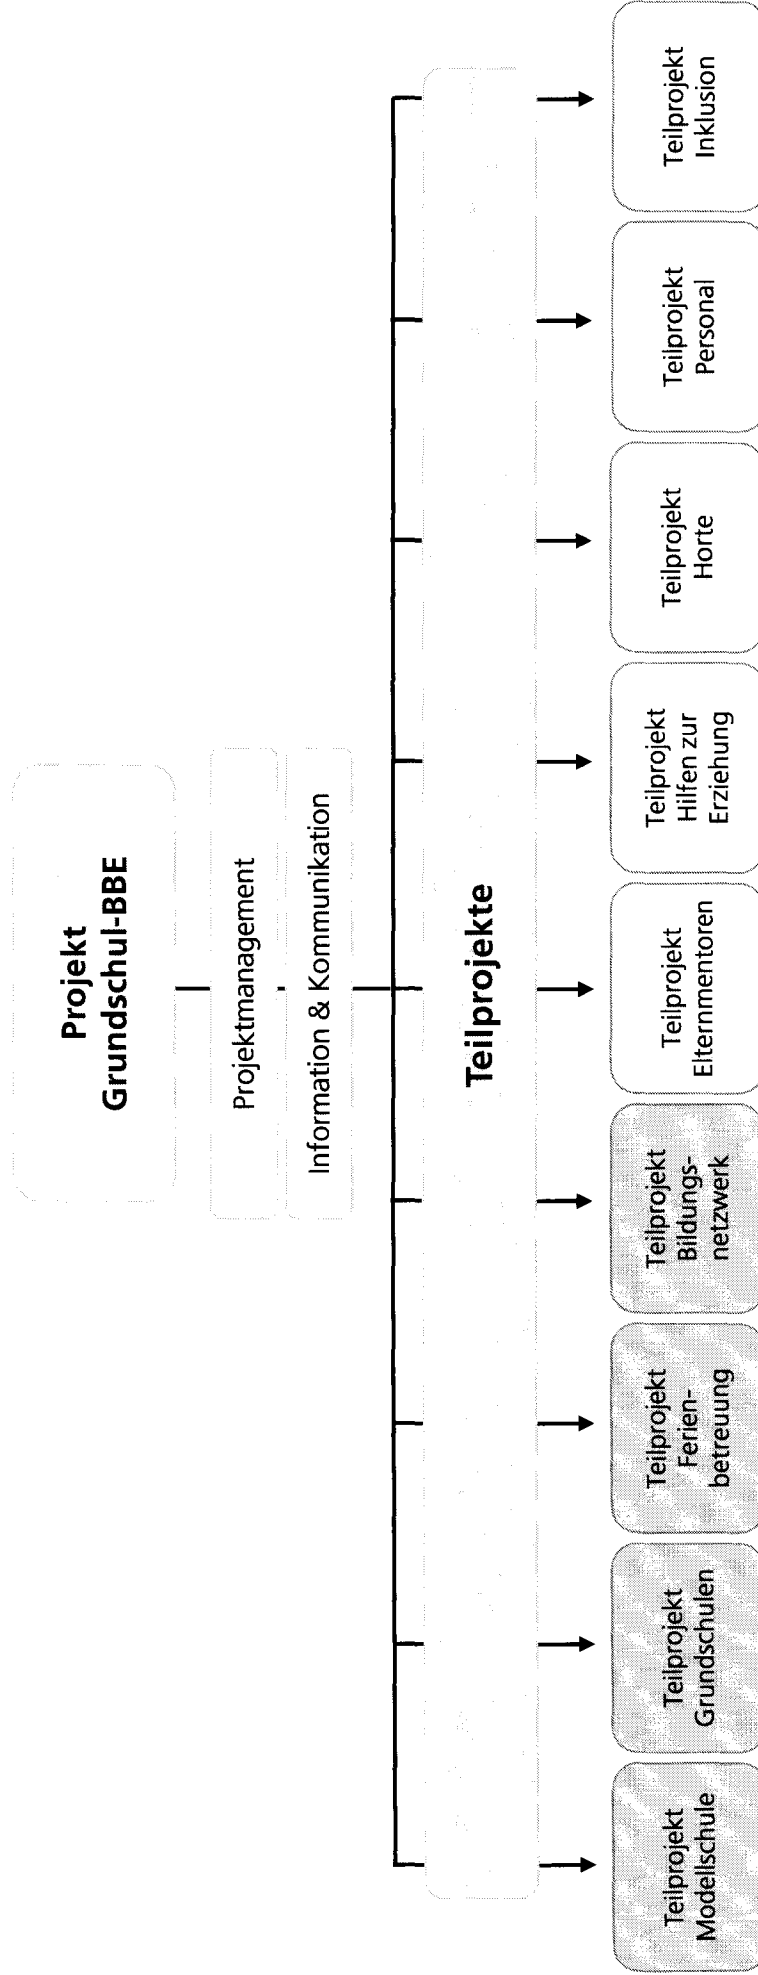 Projekt
Grundschul-BBE
Projektmanagement
Information & Kommunikation
Teilprojekte
Teilprojekt
Modellschule
Teilprojekt
Grundschulen
Teilprojekt
Ferien-
betreuung
Teilprojekt
Bildungs-
netzwerk
Teilprojekt
Elternmentoren
Teilprojekt
Hilfen zur
Erziehung
Teilprojekt
Horte
Teilprojekt
Personal
Teilprojekt
Inklusion